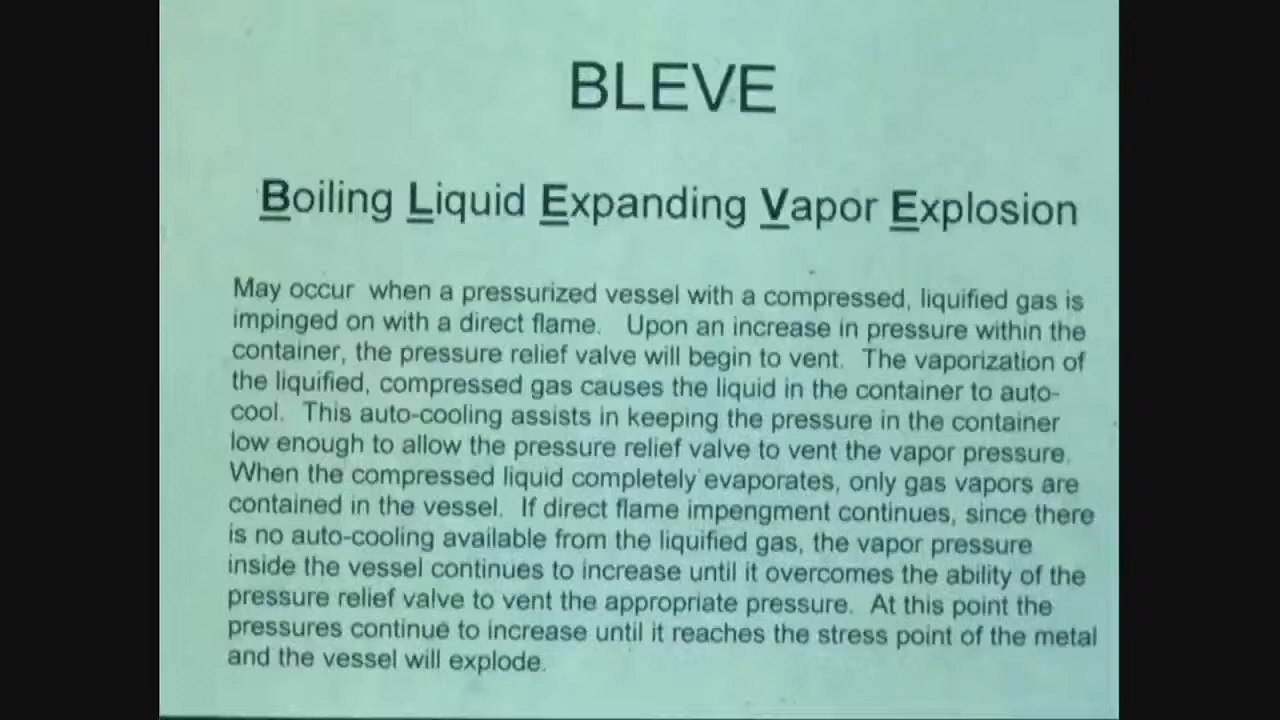 BLEVE
Boiling Liquid Expanding Vapor Explosion
May occur when a pressurized vessel with a compressed, liquified gas is
impinged on with a direct flame. Upon an increase in pressure within the
container, the pressure relief valve will begin to vent. The vaporization of
the liquified, compressed gas causes the liquid in the container to auto-
cool. This auto-cooling assists in keeping the pressure in the container
low enough to allow the pressure relief valve to vent the vapor pressure.
When the compressed liquid completely evaporates, only gas vapors are
contained in the vessel. If direct flame impengment continues, since there
is no auto-cooling available from the liquified gas, the vapor pressure
inside the vessel continues to increase until it overcomes the ability of the
pressure relief valve to vent the appropriate pressure. At this point the
pressures continue to increase until it reaches the stress point of the metal
and the vessel will explode.